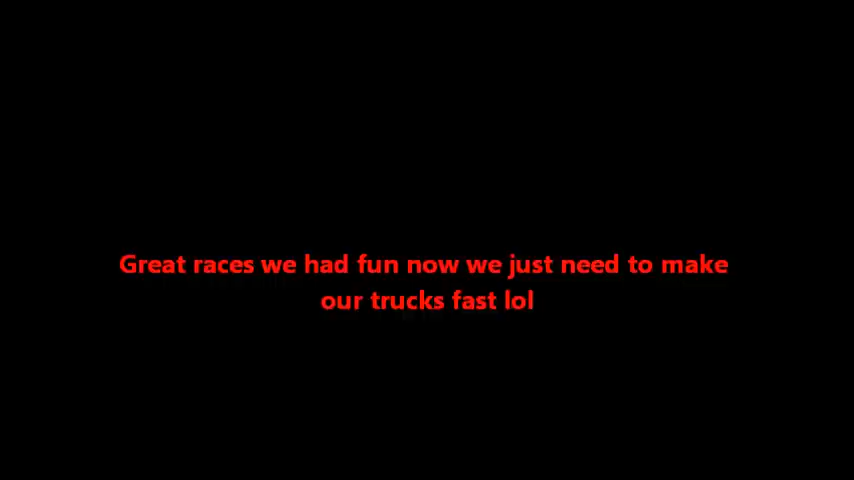 Great races we had fun now we just need to make
our trucks fast lol